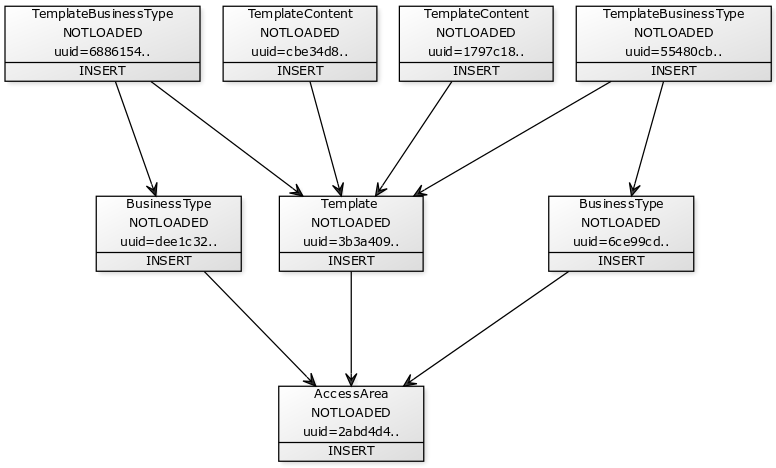 TemplateBusinessType
NOTLOADED
uuid=6886154..
INSERT
TemplateContent
NOTLOADED
uuid=cbe34d8..
INSERT
TemplateContent
NOTLOADED
uuid=1797c18..
INSERT
TemplateBusinessType
NOTLOADED
uuid=55480cb..
INSERT
BusinessType
NOTLOADED
uuid=dee1c32..
INSERT
Template
NOTLOADED
uuid=3b3a409..
INSERT
BusinessType
NOTLOADED
uuid=6ce99cd..
INSERT
AccessArea
NOTLOADED
uuid=2abd4d4..
INSERT